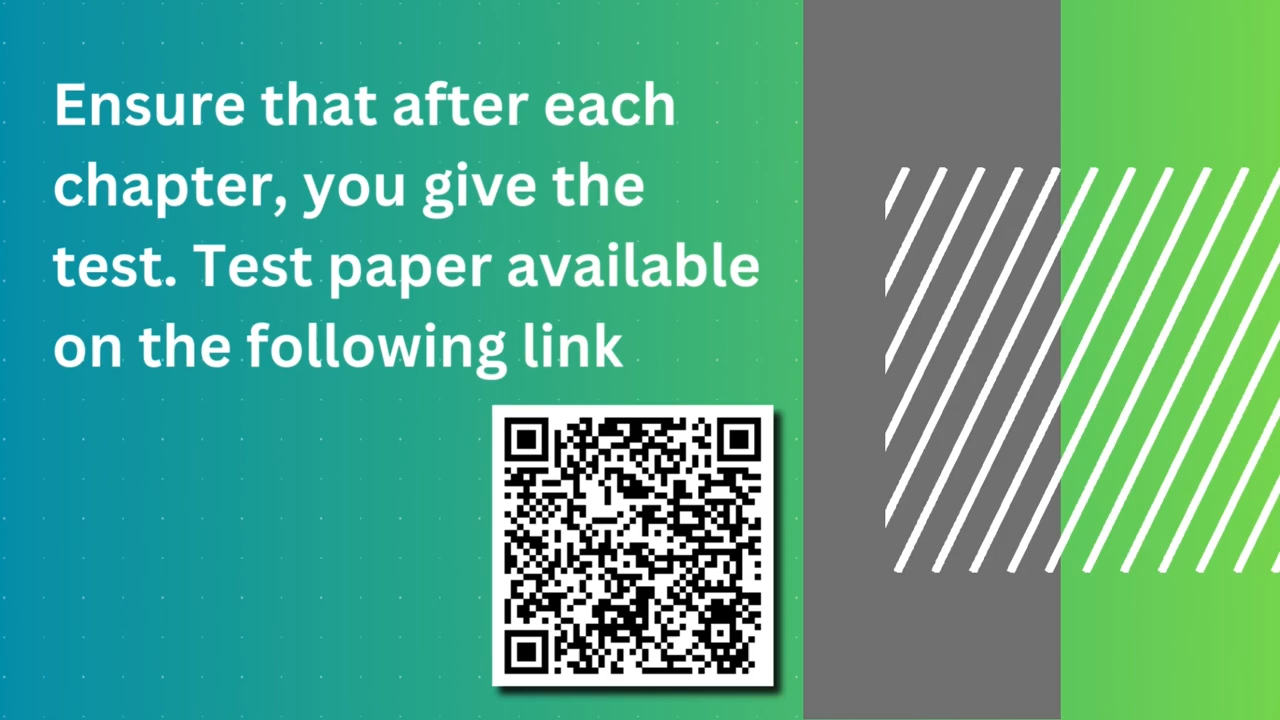 Ensure that after each
chapter, you give the
test. Test paper available
on the following link